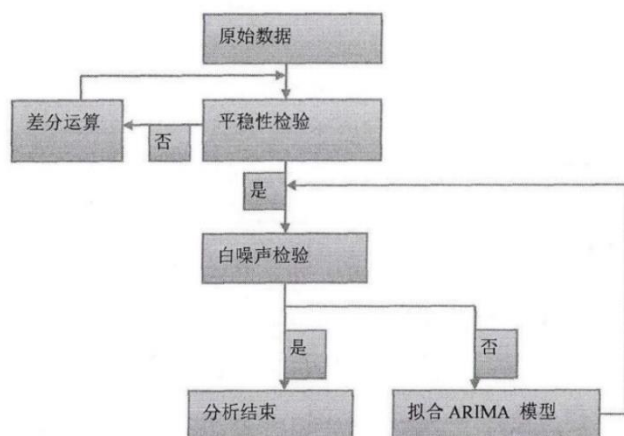 原始数据
差分运算
否
平稳性检验
是
白噪声检验
是
否
分析结束
拟合 ARIMA 模型